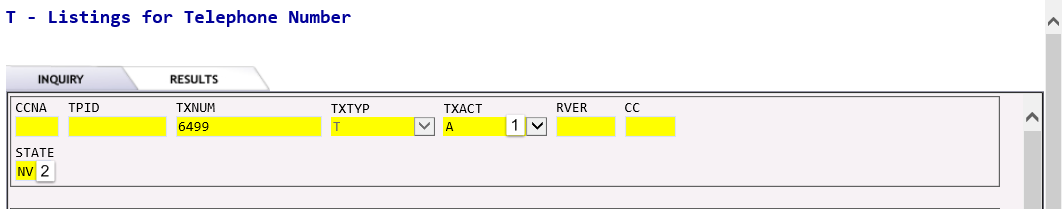 T - Listings for Telephone Number
INQUIRY RESULTS
CCNA TPID TXNUM TXTYP TXACT RVER CC
6499 T A 1
STATE
NV 2